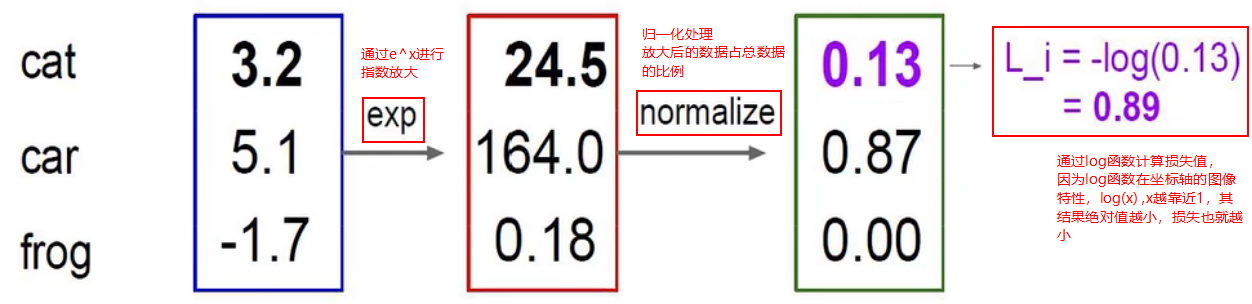 cat 3.2 24.5 0.13
通过e^x进行
指数放大
exp
归一化处理
放大后的数据占总数据
的比例
normalize
L_i = -log(0.13)
= 0.89
car 5.1 164.0 0.87
通过log函数计算损失值，
因为log函数在坐标轴的图像
特性，log(x) ,x越靠近1，其
结果绝对值越小，损失也就越
小
frog -1.7 0.18 0.00